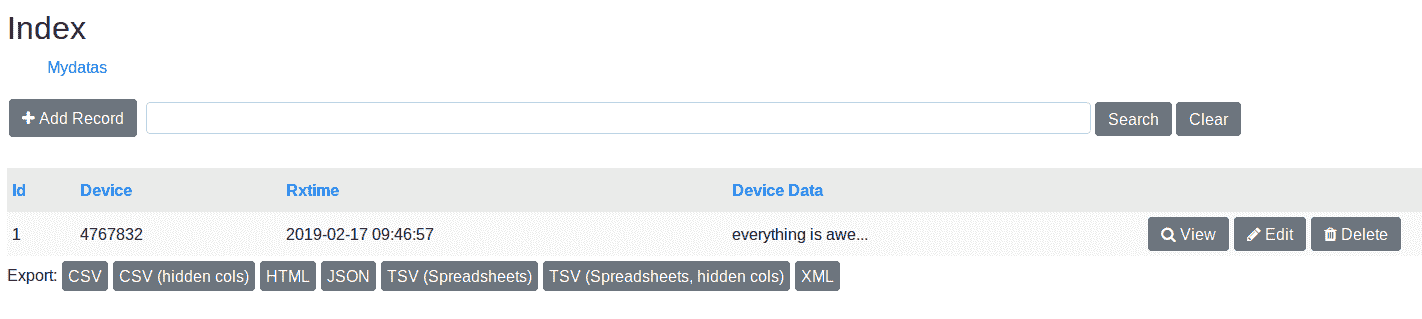 Index
Mydatas
Add Record Search Clear
Id Device Rxtime Device Data
1 4767832 2019-02-17 09:46:57 everything is awe... View Edit Delete
Export: CSV CSV (hidden cols) HTML JSON TSV (Spreadsheets) TSV (Spreadsheets, hidden cols) XML